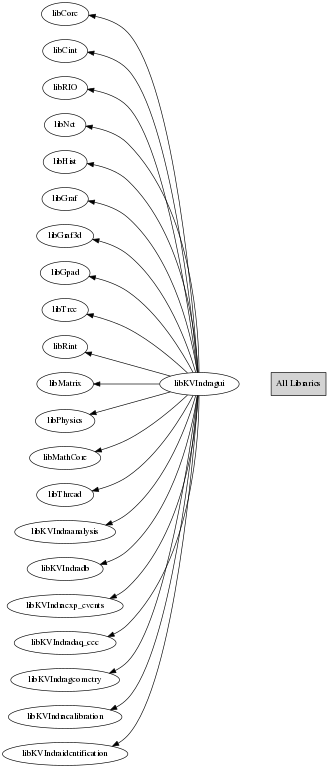 libCore
libCint
libRIO
libNet
libHist
libGraf
libGraf3d
libGpad
libTree
libRint
libKVIndragui
All Libraries
libMatrix
libPhysics
libMathCore
libThread
libKVIndraanalysis
libKVIndradb
libKVIndraexp_events
libKVIndradaq_cec
libKVIndrageometry
libKVIndracalibration
libKVIndraidentification